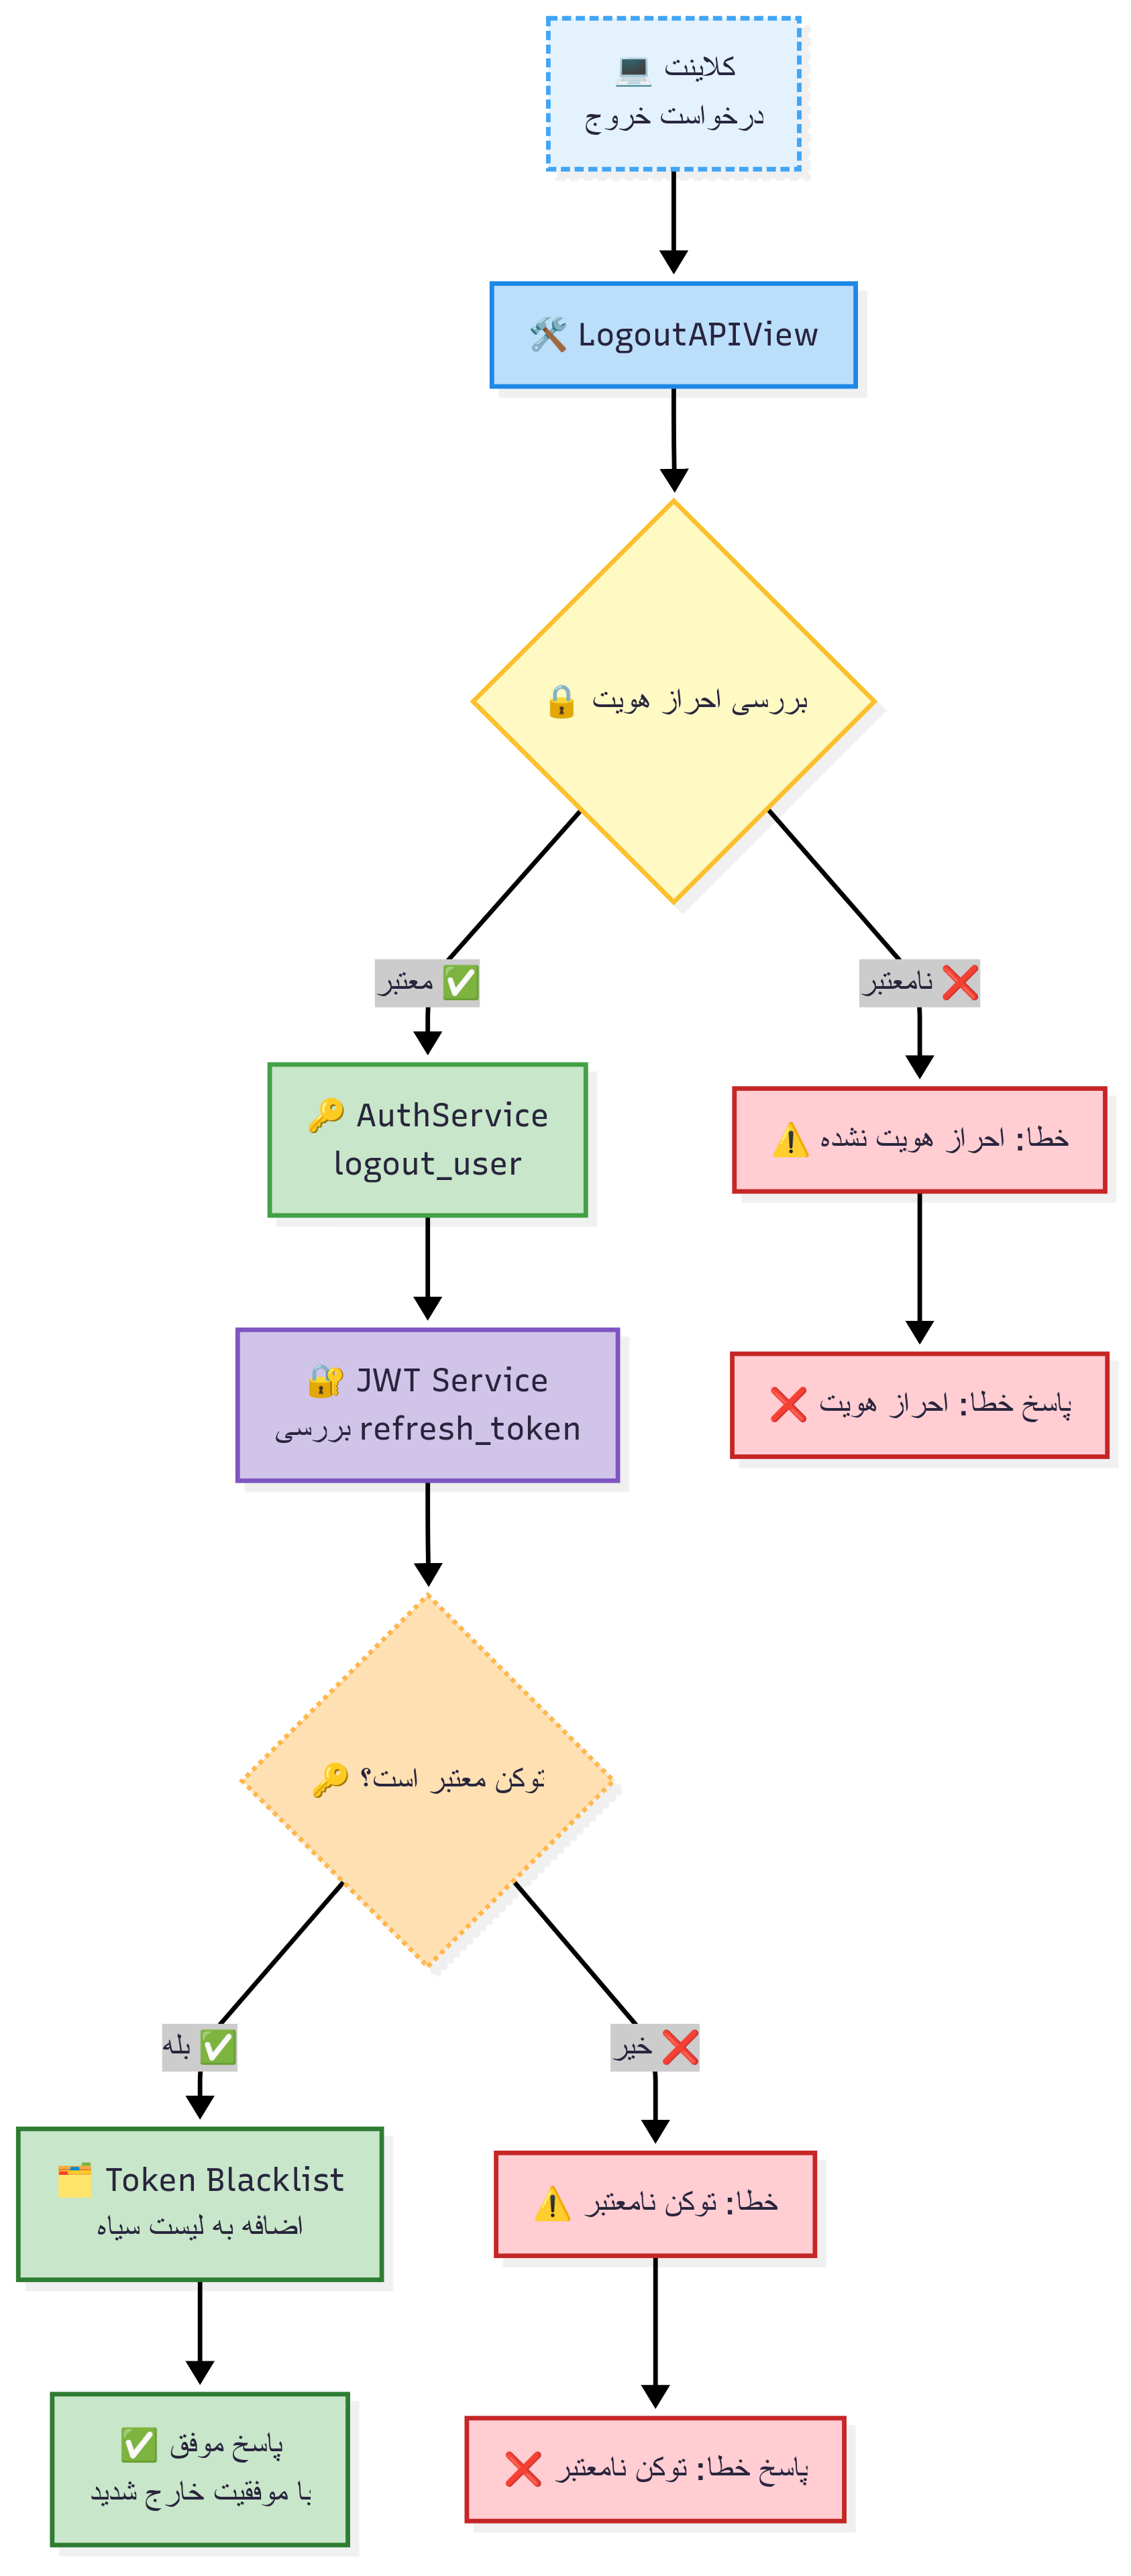 کلاینت 💻
درخواست خروج
🛠️ LogoutAPIView
بررسی احراز هویت 🔒
معتبر ✅
نامعتبر ❌
🔑 AuthService
logout_user
خطا: احراز هویت نشده ⚠️
🔐 JWT Service
بررسی refresh_token
پاسخ خطا: احراز هویت ❌
توکن معتبر است؟ 🔑
بله ✅
خیر ❌
🗂️ Token Blacklist
اضافه به لیست سیاه
خطا: توکن نامعتبر ⚠️
پاسخ موفق ✅
با موفقیت خارج شدید
پاسخ خطا: توکن نامعتبر ❌